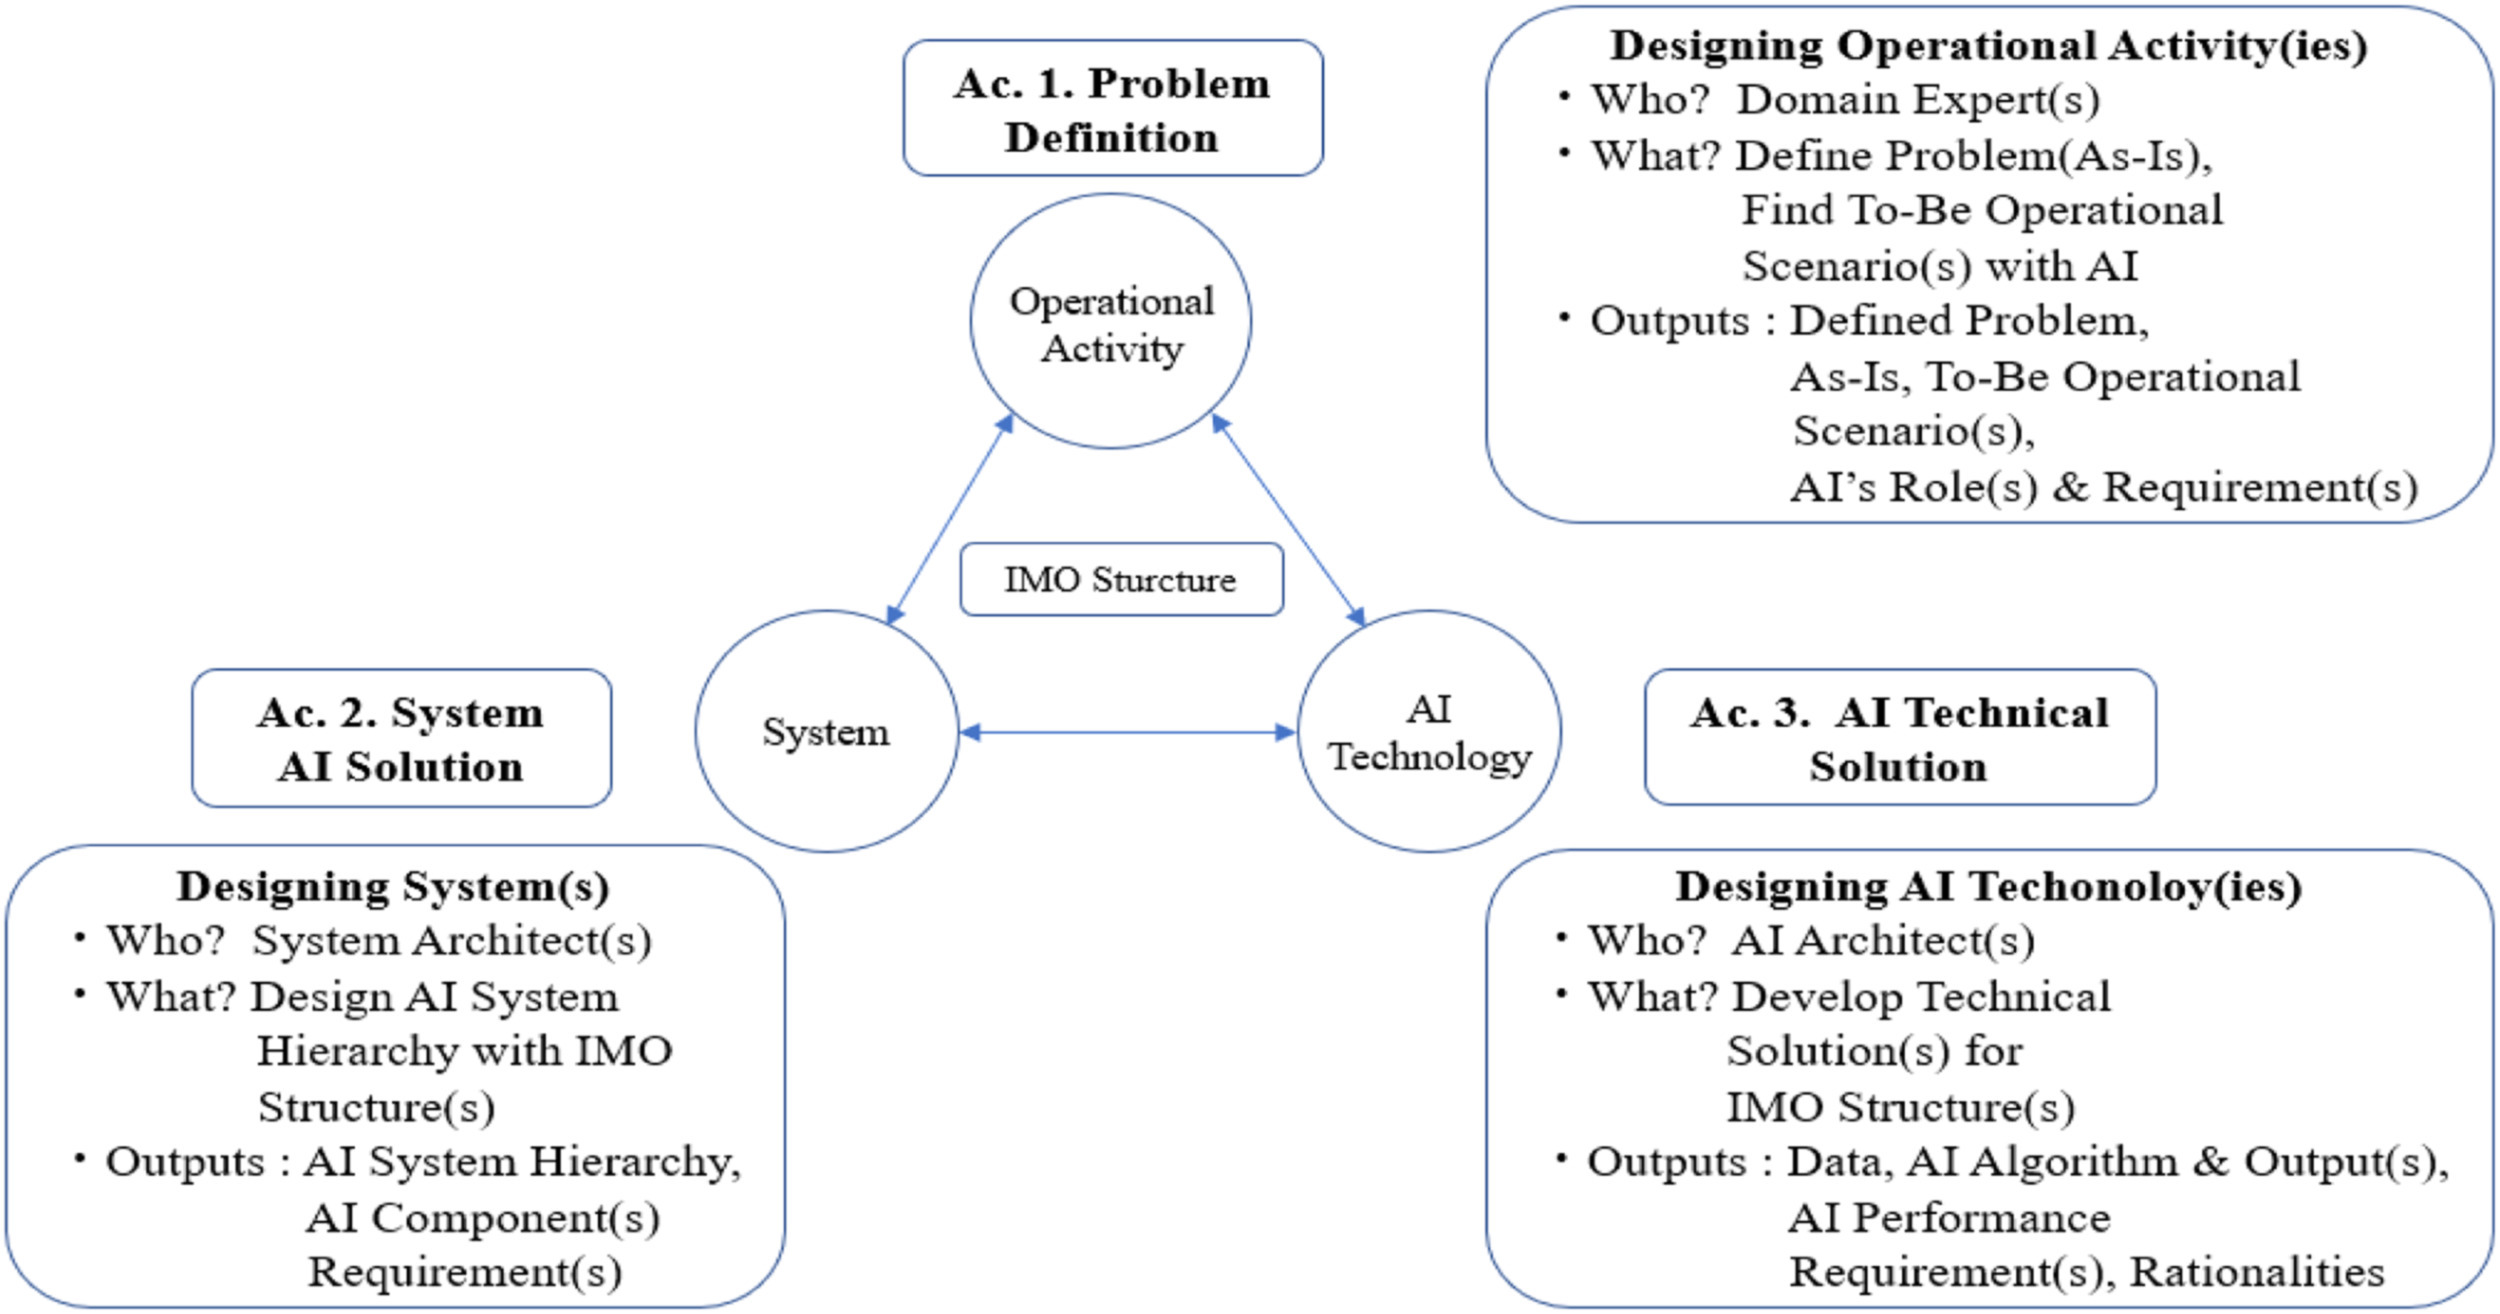 Ac. 1. Problem
Definition
Designing Operational Activity(ies)
• Who? Domain Expert(s)
• What? Define Problem(As-Is),
Find To-Be Operational
Scenario(s) with AI
• Outputs : Defined Problem,
As-Is, To-Be Operational
Scenario(s),
AI’s Role(s) & Requirement(s)
Operational
Activity
IMO Sturcture
System
AI
Technology
Ac. 2. System
AI Solution
Ac. 3. AI Technical
Solution
Designing System(s)
• Who? System Architect(s)
• What? Design AI System
Hierarchy with IMO
Structure(s)
• Outputs : AI System Hierarchy,
AI Component(s)
Requirement(s)
Designing AI Techonoloy(ies)
• Who? AI Architect(s)
• What? Develop Technical
Solution(s) for
IMO Structure(s)
• Outputs : Data, AI Algorithm & Output(s),
AI Performance
Requirement(s), Rationalities